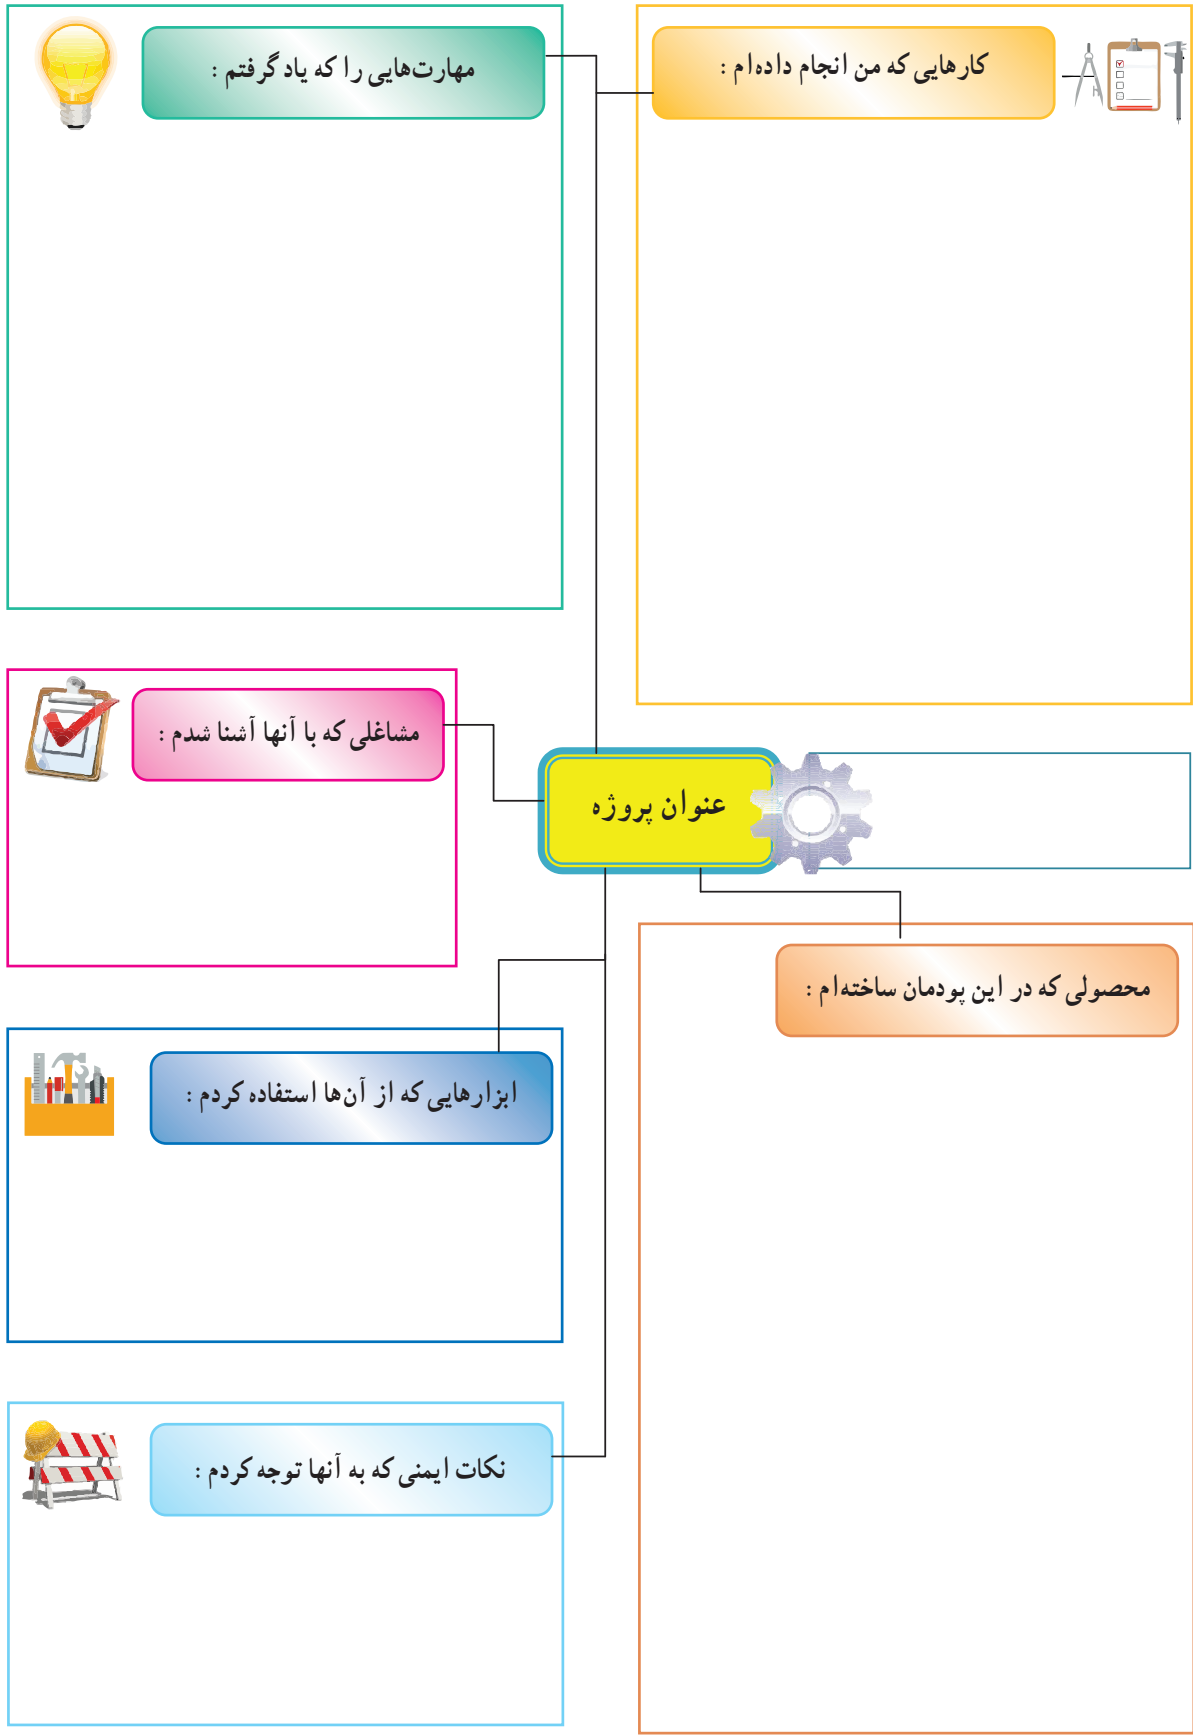 کارهایی که من انجام داده‌ام :
مهارت‌هایی را که یاد گرفتم :
مشاغلی که با آنها آشنا شدم :
عنوان پروژه
محصولی که در این پودمان ساخته‌ام :
ابزارهایی که از آن‌ها استفاده کردم :
نکات ایمنی که به آنها توجه کردم :